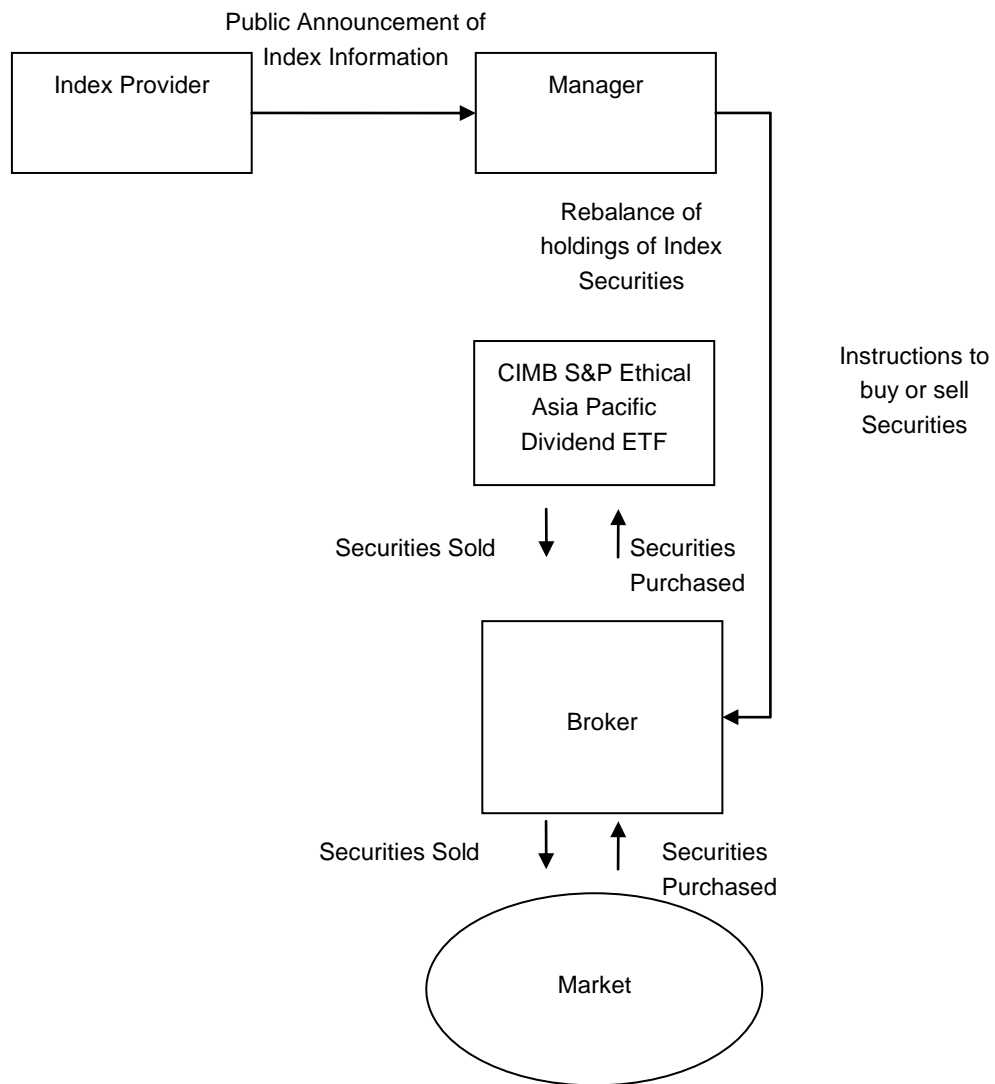 Public Announcement of
Index Information
Index Provider
Manager
Rebalance of
holdings of Index
Securities
CIMB S&P Ethical
Asia Pacific
Dividend ETF
Instructions to
buy or sell
Securities
Securities Sold
Securities
Purchased
Broker
Securities Sold
Securities
Purchased
Market